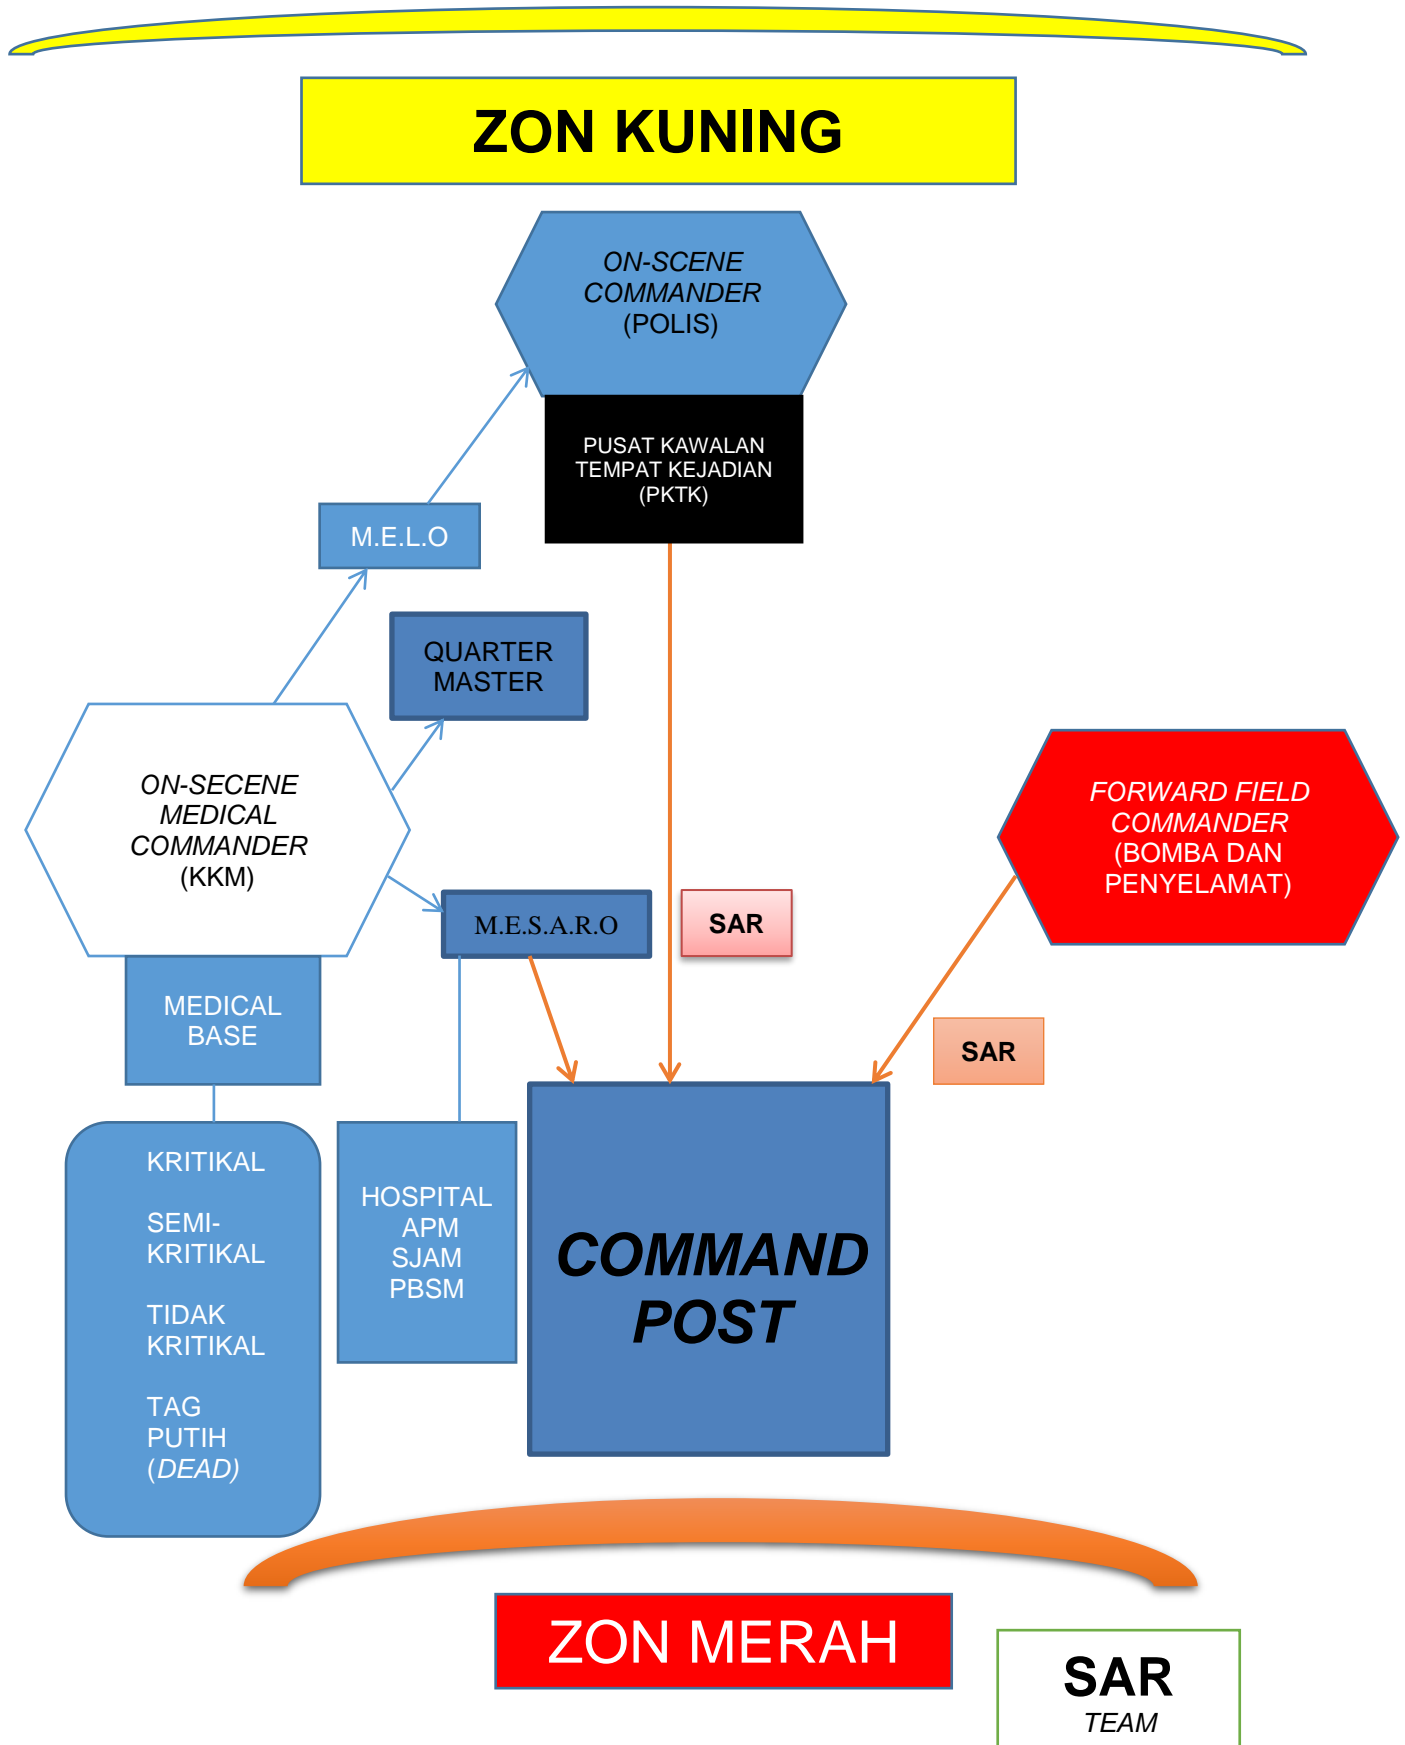 ZON KUNING
ON-SCENE
COMMANDER
(POLIS)
PUSAT KAWALAN
TEMPAT KEJADIAN
(PKTK)
M.E.L.O
QUARTER
MASTER
ON-SECENE
MEDICAL
COMMANDER
(KKM)
FORWARD FIELD
COMMANDER
(BOMBA DAN
PENYELAMAT)
M.E.S.A.R.O
SAR
MEDICAL
BASE
SAR
KRITIKAL
SEMI-
KRITIKAL
TIDAK
KRITIKAL
TAG
PUTIH
(DEAD)
HOSPITAL
APM
SJAM
PBSM
COMMAND
POST
ZON MERAH
SAR
TEAM